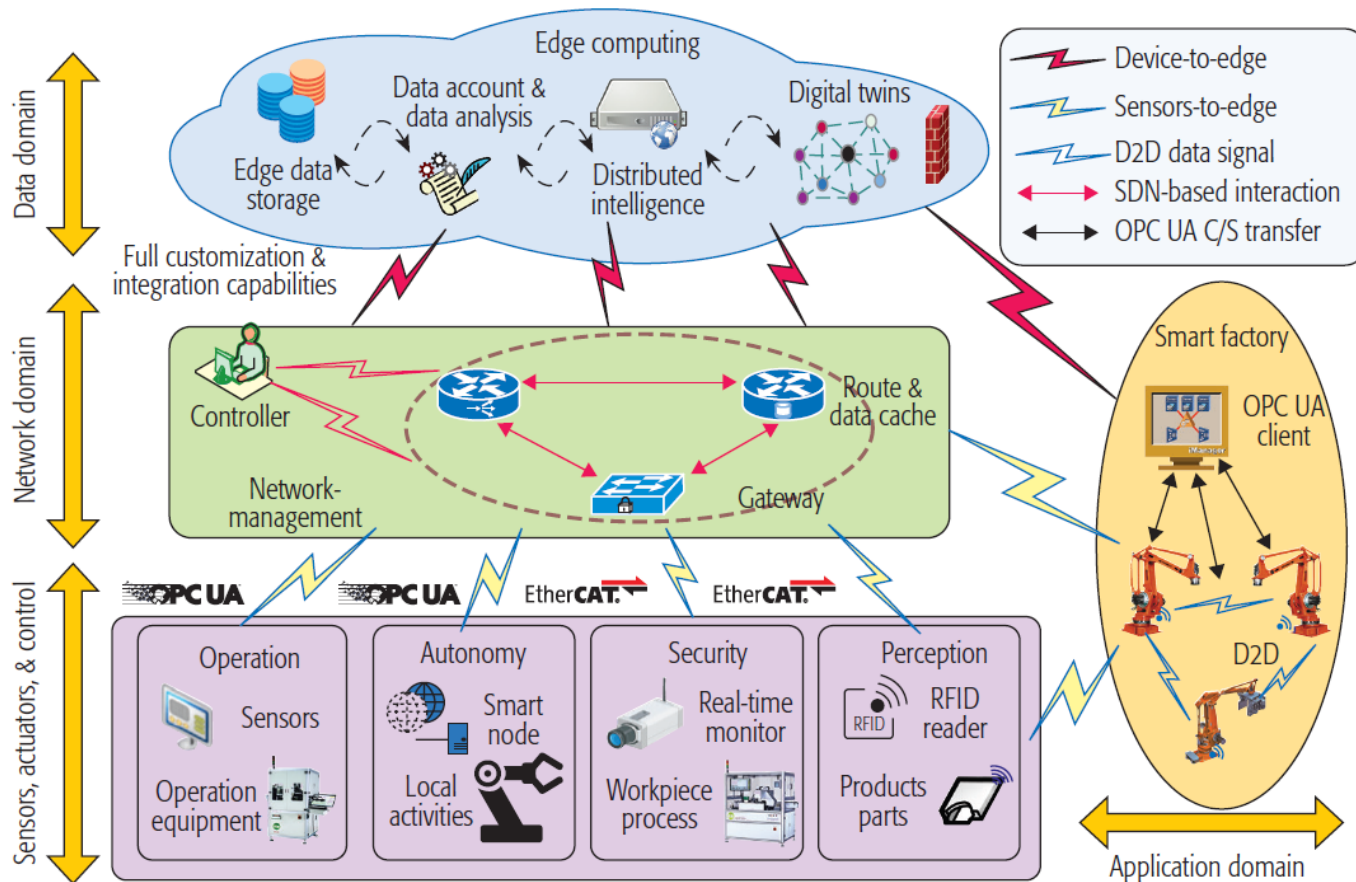 Data domain
Network domain
Sensors, actuators, & control
Edge computing
Edge data
storage
Data account &
data analysis
Distributed
intelligence
Digital twins
Device-to-edge
Sensors-to-edge
D2D data signal
SDN-based interaction
OPC UA C/S transfer
Full customization &
integration capabilities
Controller
Route &
data cache
Network-
management
Gateway
Smart factory
OPC UA
client
D2D
OPC UA
OPC UA
EtherCAT.
EtherCAT.
Operation
Sensors
Operation
equipment
Autonomy
Smart
node
Local
activities
Security
Real-time
monitor
Workpiece
process
Perception
RFID
RFID
reader
Products
parts
Application domain